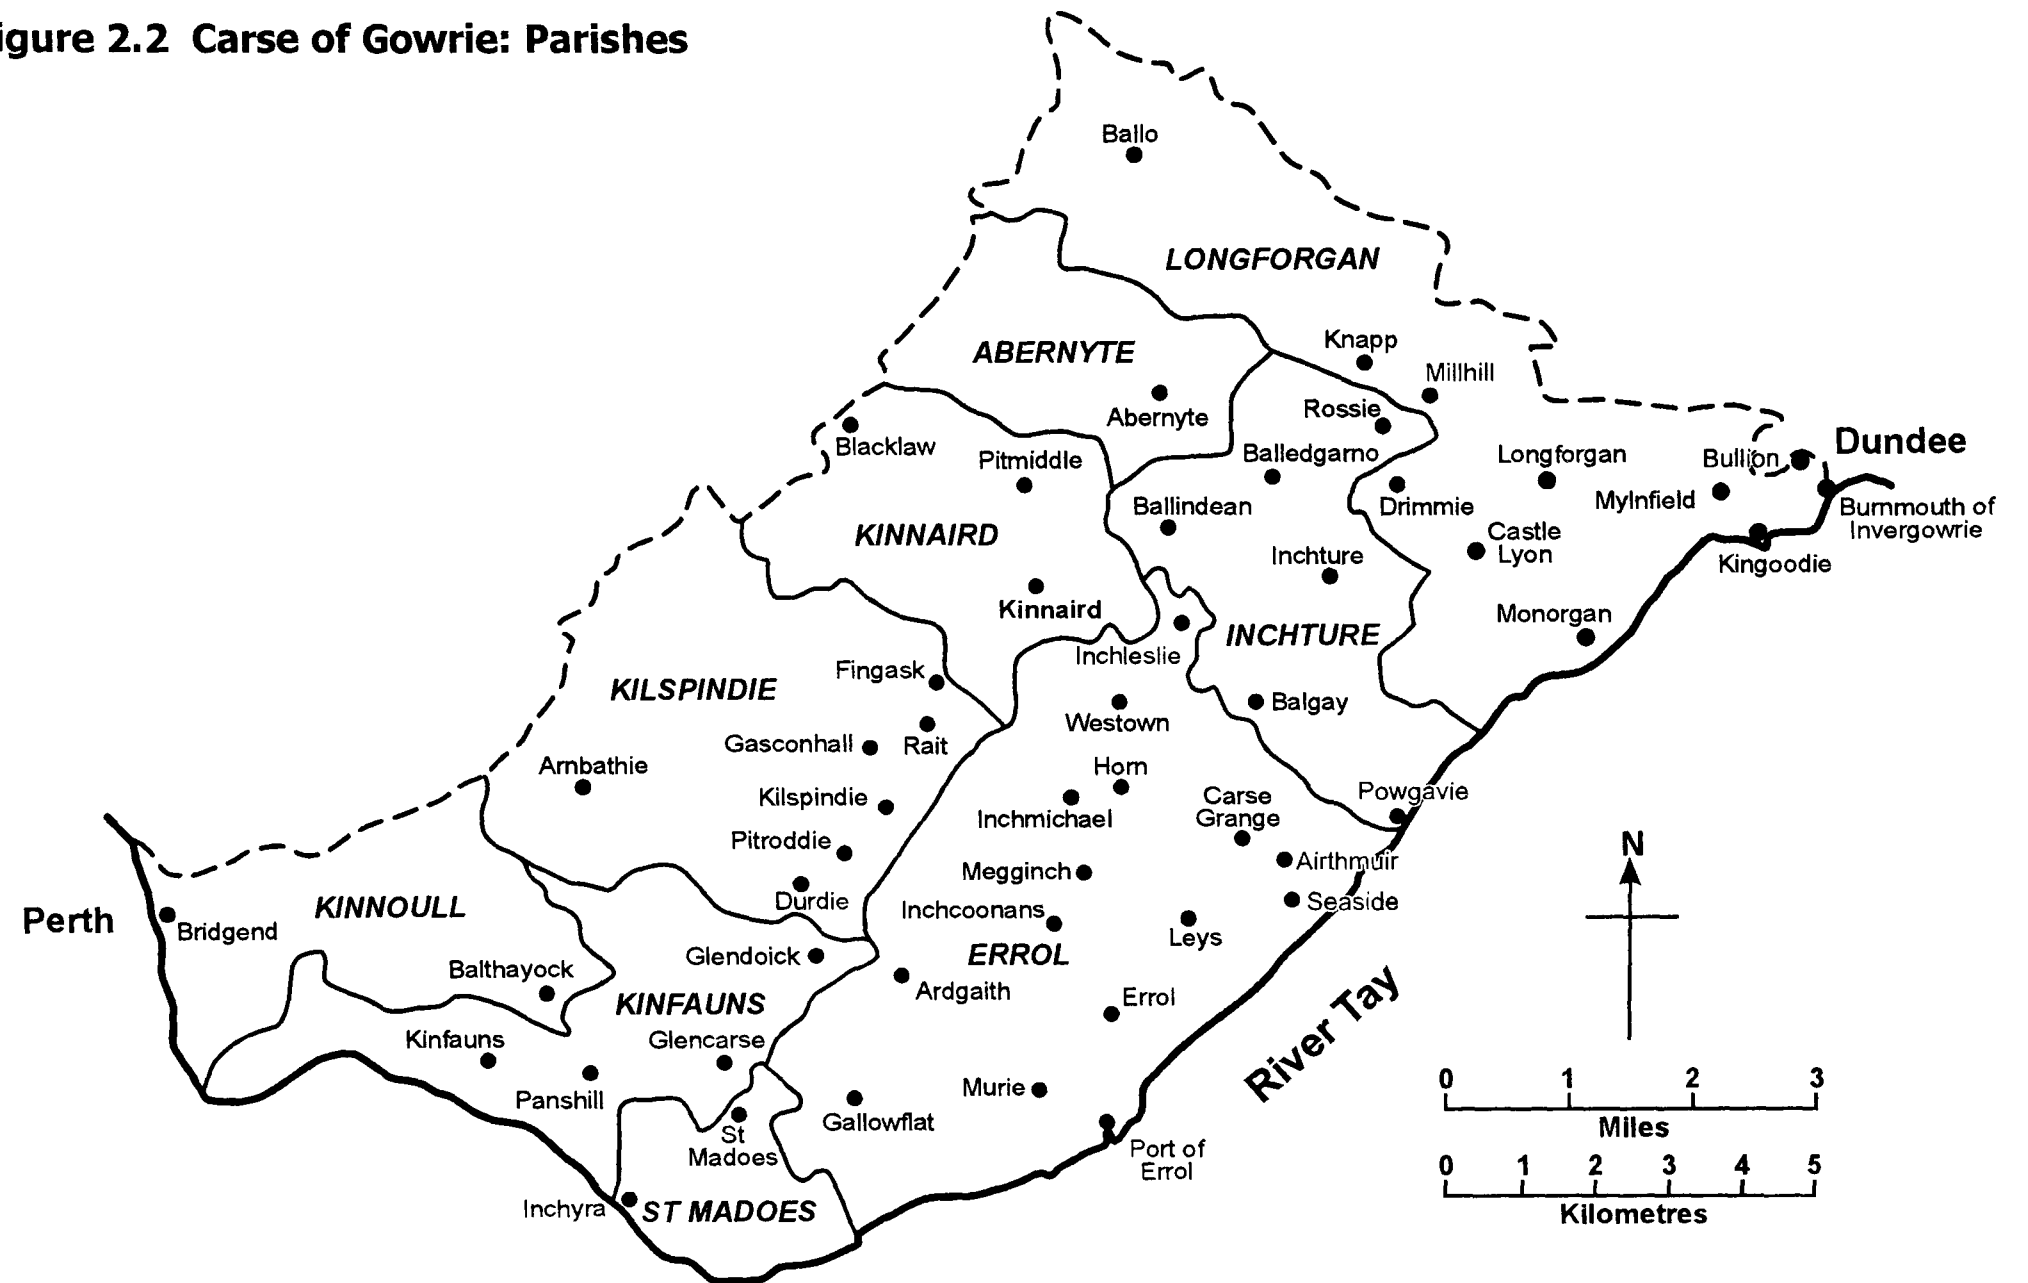 igure 2.2 Carse of Gowrie: Parishes
Ballo
LONGFORGAN
Knapp
ABERNYTE
Millhill
Abernyte
Rossie
Blacklaw
Pitmiddle
Balledgarno
Longforgan
Bullion
Dundee
Ballindean
Drimmie
Mylnfield
Burnmouth of
Invergowrie
KINNAIRD
Castle
Lyon
Inchture
Kingoodie
Kinnaird
Monorgan
INCHTURE
Inchleslie
Fingask
KILSPINDIE
Balgay
Westown
Gasconhall
Rait
Arnbathie
Horn
Powgavie
Kilspindie
Carse
Grange
Inchmichael
Pitroddie
Airthmuir
Megginch
Durdie
Seaside
KINNOULL
Perth
Bridgend
Inchcoonans
Leys
Glendoick
ERROL
Balthayock
Ardgaith
KINFAUNS
Errol
Kinfauns
Glencarse
River Tay
Panshill
Murie
Gallowflat
St
Madoes
Port of
Errol
Inchyra
ST MADOES
N
0 1 2 3
Miles
0 1 2 3 4 5
Kilometres